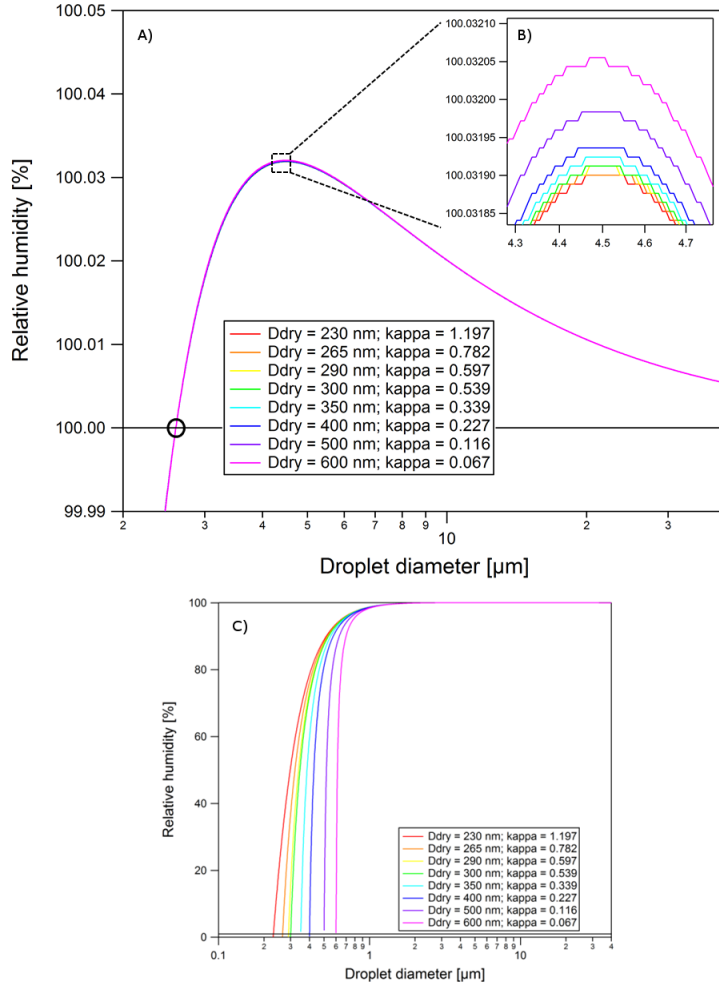 A)
100.05
100.04
100.03
100.02
100.01
100.00
99.99
Relative humidity [%]
B)
100.03210
100.03205
100.03200
100.03195
100.03190
100.03185
4.3 4.4 4.5 4.6 4.7
Ddry = 230 nm; kappa = 1.197
Ddry = 265 nm; kappa = 0.782
Ddry = 290 nm; kappa = 0.597
Ddry = 300 nm; kappa = 0.539
Ddry = 350 nm; kappa = 0.339
Ddry = 400 nm; kappa = 0.227
Ddry = 500 nm; kappa = 0.116
Ddry = 600 nm; kappa = 0.067
2 3 4 5 6 7 8 9 10 2 3
Droplet diameter [µm]
C)
100
80
60
40
20
0
Relative humidity [%]
Ddry = 230 nm; kappa = 1.197
Ddry = 265 nm; kappa = 0.782
Ddry = 290 nm; kappa = 0.597
Ddry = 300 nm; kappa = 0.539
Ddry = 350 nm; kappa = 0.339
Ddry = 400 nm; kappa = 0.227
Ddry = 500 nm; kappa = 0.116
Ddry = 600 nm; kappa = 0.067
0.1 2 3 4 5 6 7 8 9 1 2 3 4 5 6 7 8 9 10 2 3 4
Droplet diameter [µm]